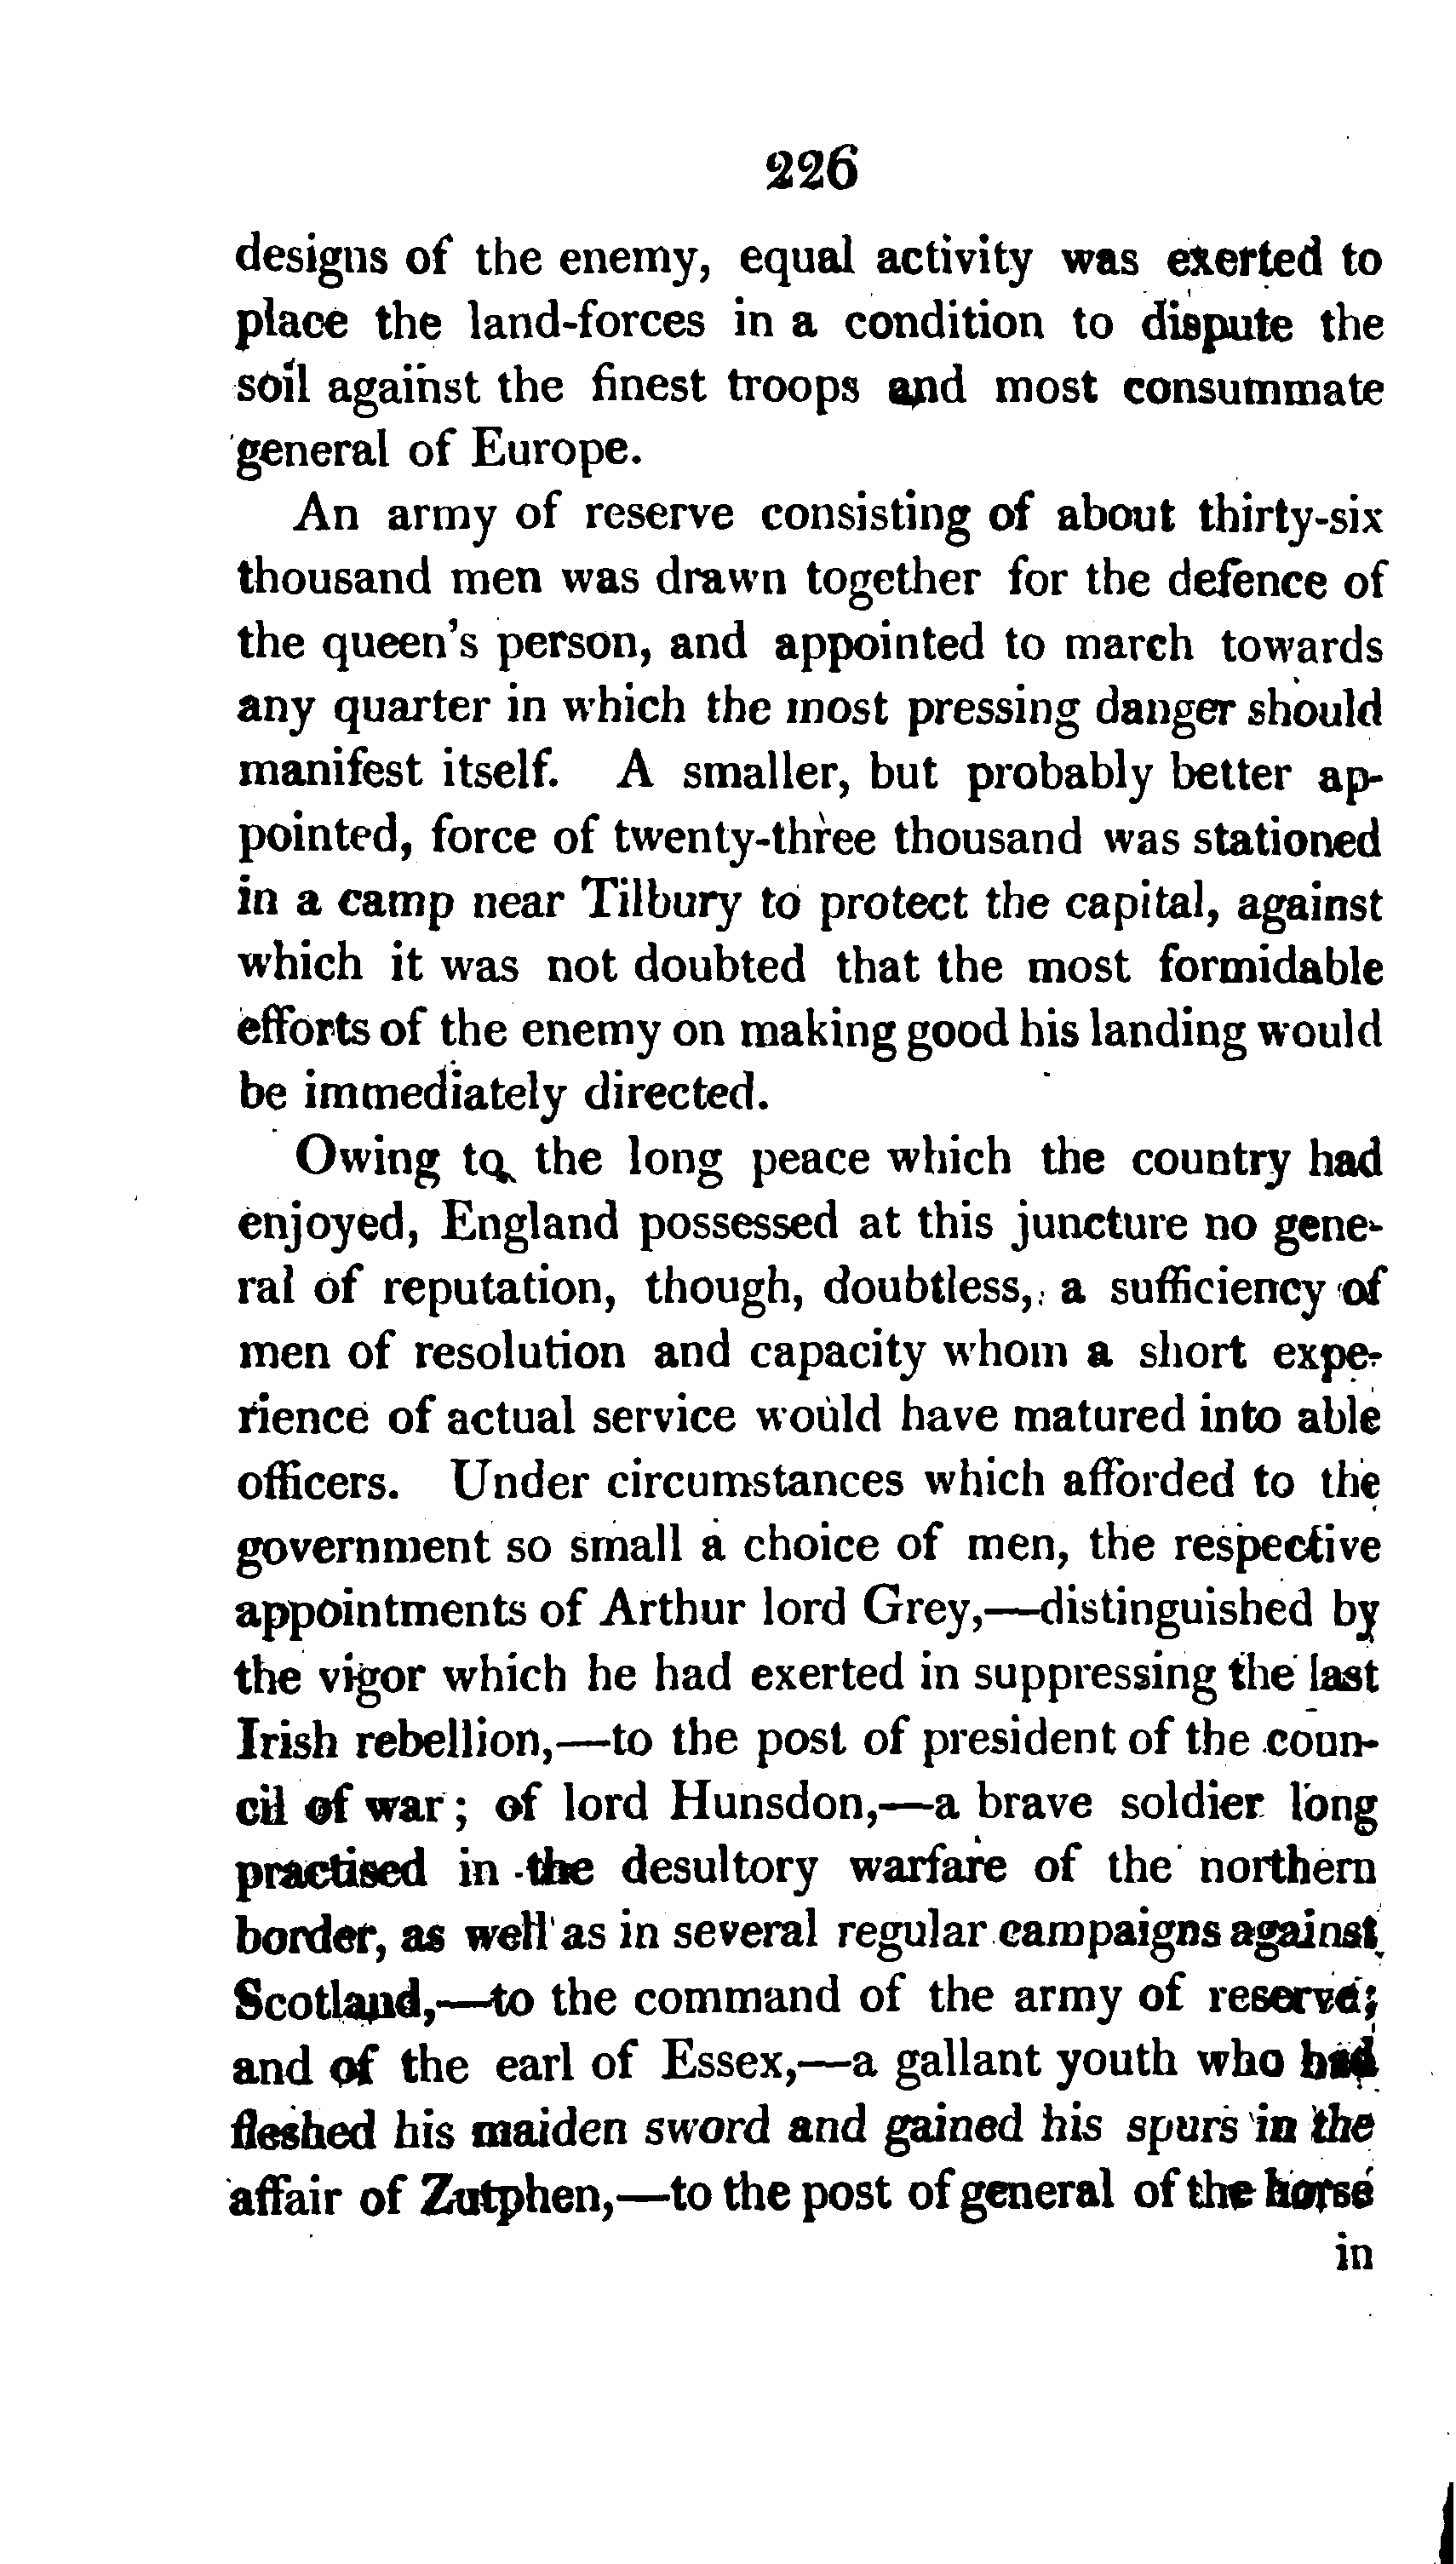 226
designs of the enemy, equal activity was exerted to
place the land-forces in a condition to dispute the
soil against the finest troops and most consummate
general of Europe.
An army of reserve consisting of about thirty-six
thousand men was drawn together for the defence of
the queen's person, and appointed to march towards
any quarter in which the most pressing danger should
manifest itself. A smaller, but probably better ap-
pointed, force of twenty-three thousand was stationed
in a camp near Tilbury to protect the capital, against
which it was not doubted that the most formidable
efforts of the enemy on making good his landing would
be immediately directed.
Owing to the long peace which the country had
enjoyed, England possessed at this juncture no gene-
ral of reputation, though, doubtless, a sufficiency of
men of resolution and capacity whom a short expe-
rience of actual service would have matured into able
officers. Under circumstances which afforded to the
government so small a choice of men, the respective
appointments of Arthur lord Grey,—distinguished by
the vigor which he had exerted in suppressing the last
Irish rebellion,—to the post of president of the coun-
cil of war; of lord Hunsdon,—a brave soldier long
practised in the desultory warfare of the northern
border, as well as in several regular campaigns against
Scotland,—to the command of the army of reserve;
and of the earl of Essex,—a gallant youth who had
fleshed his maiden sword and gained his spurs in the
affair of Zutphen,—to the post of general of the horse
in